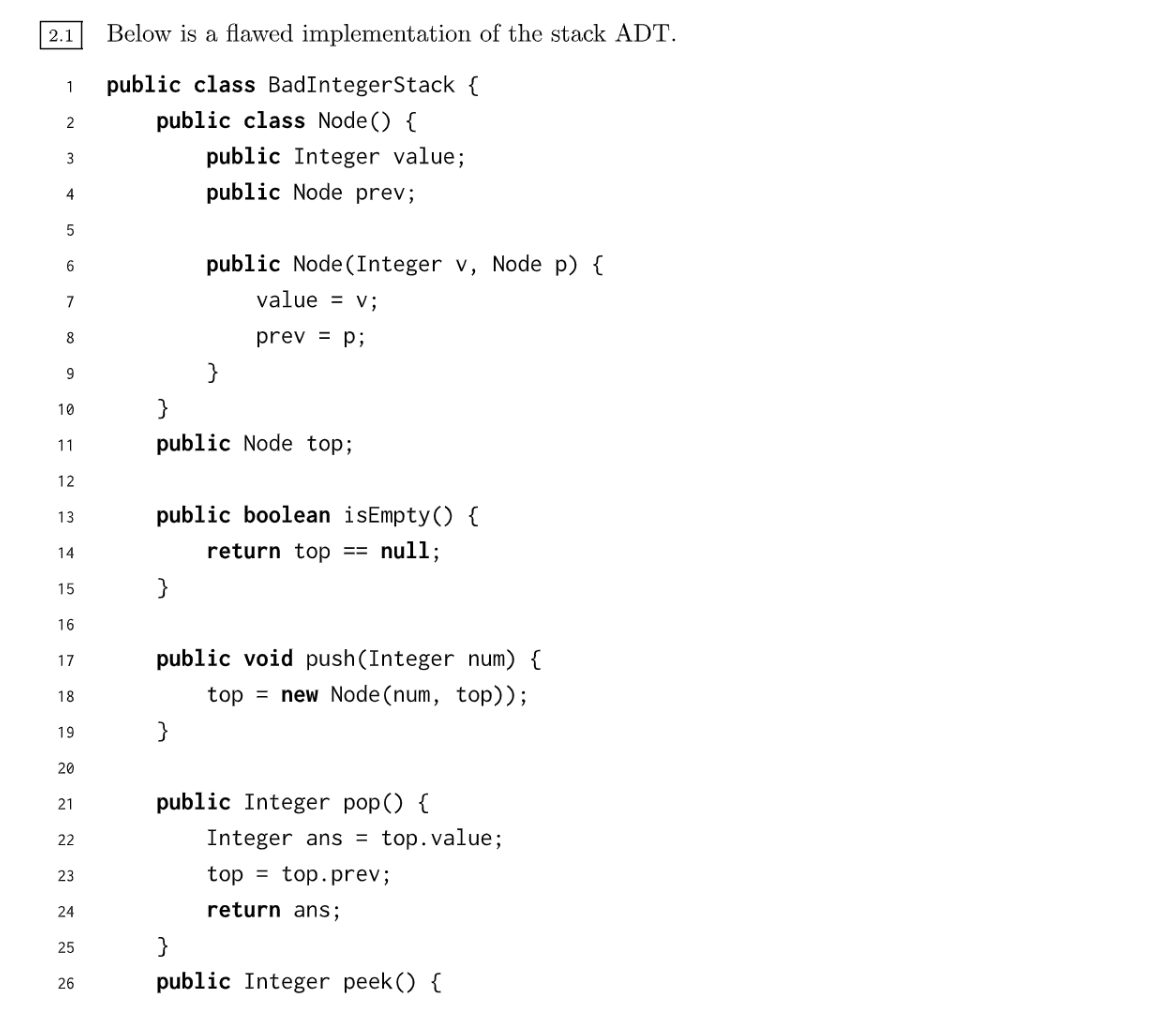 2.1 Below is a flawed implementation of the stack ADT.
1 public class BadIntegerStack {
2     public class Node() {
3         public Integer value;
4         public Node prev;
5
6         public Node(Integer v, Node p) {
7             value = v;
8             prev = p;
9         }
10     }
11     public Node top;
12
13     public boolean isEmpty() {
14         return top == null;
15     }
16
17     public void push(Integer num) {
18         top = new Node(num, top));
19     }
20
21     public Integer pop() {
22         Integer ans = top.value;
23         top = top.prev;
24         return ans;
25     }
26     public Integer peek() {